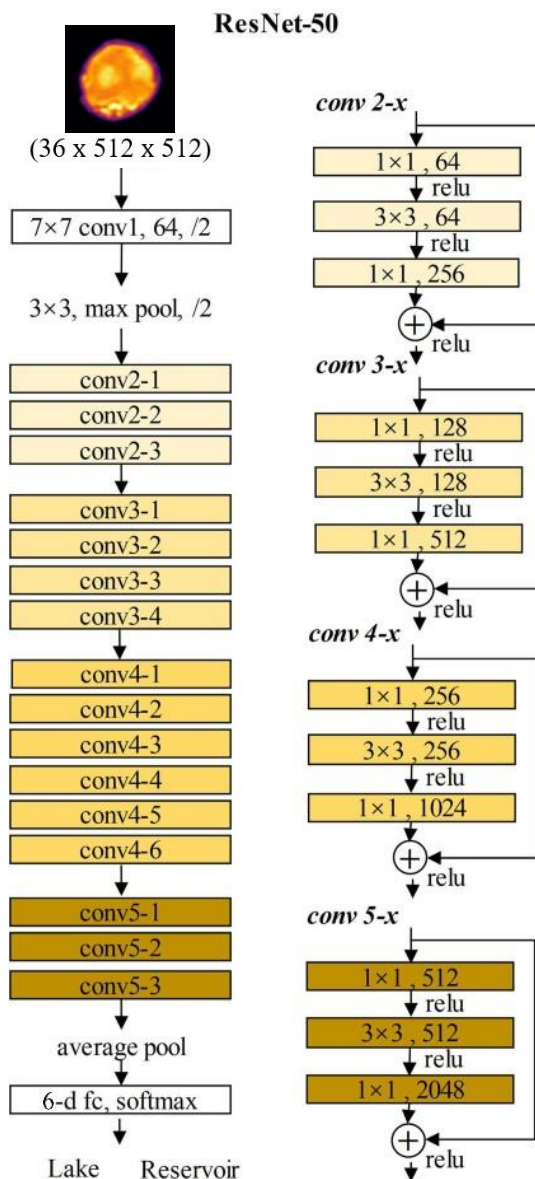 ResNet-50
(36 x 512 x 512)
7×7 conv1, 64, /2
3×3, max pool, /2
conv2-1
conv2-2
conv2-3
conv3-1
conv3-2
conv3-3
conv3-4
conv4-1
conv4-2
conv4-3
conv4-4
conv4-5
conv4-6
conv5-1
conv5-2
conv5-3
average pool
6-d fc, softmax
Lake Reservoir
conv 2-x
1×1 , 64
relu
3×3 , 64
relu
1×1 , 256
relu
conv 3-x
1×1 , 128
relu
3×3 , 128
relu
1×1 , 512
relu
conv 4-x
1×1 , 256
relu
3×3 , 256
relu
1×1 , 1024
relu
conv 5-x
1×1 , 512
relu
3×3 , 512
relu
1×1 , 2048
relu